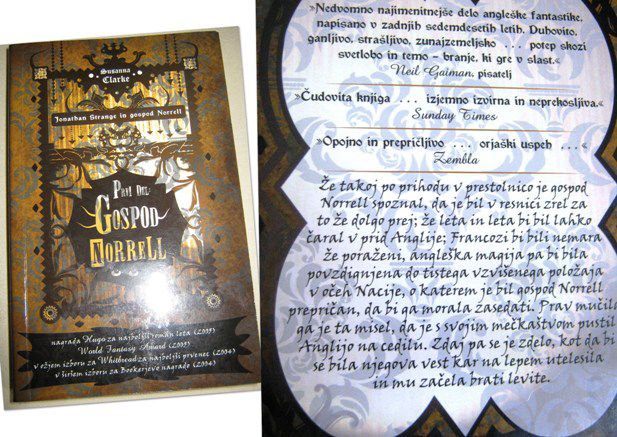 Susanna
Clarke
Jonathan Strange in gospod Norrell
Prvi del
Gospod
Norrell
nagrada Hugo za najboljši roman leta (2005)
World Fantasy Award (2005)
v ožjem izboru za Whitbread za najboljši prvenec (2004)
v širšem izboru za Bookerjevo nagrado (2004)
»Nedvomno najimenitnejše delo angleške fantastike,
napisano v zadnjih sedemdesetih letih. Duhovito,
ganljivo, strašljivo, zunajzemeljsko ... potep skozi
svetlobo in temo – branje, ki gre v slast.«
Neil Gaiman, pisatelj
»Čudovita knjiga ... izjemno izvirna in neprekosljiva.«
Sunday Times
»Opojno in prepričljivo ... orjaški uspeh ...«
Zembla
Že takoj po prihodu v prestolnico je gospod
Norrell spoznal, da je bil v resnici zrel za
to že dolgo prej; že leta in leta bi bil lahko
čaral v prid Anglije; Francozi bi bili nemara
že poraženi, angleška magija pa bi bila
povzdignjena do tistega vzvišenega položaja
v očeh Nacije, o katerem je bil gospod Norrell
prepričan, da bi ga morala zasedati. Prav mučila
ga je ta misel, da je s svojim mečkaštvom pustil
Anglijo na cedilu. Zdaj pa se je zdelo, kot da bi
se bila njegova vest kar na lepem utelesila
in mu začela brati levite.